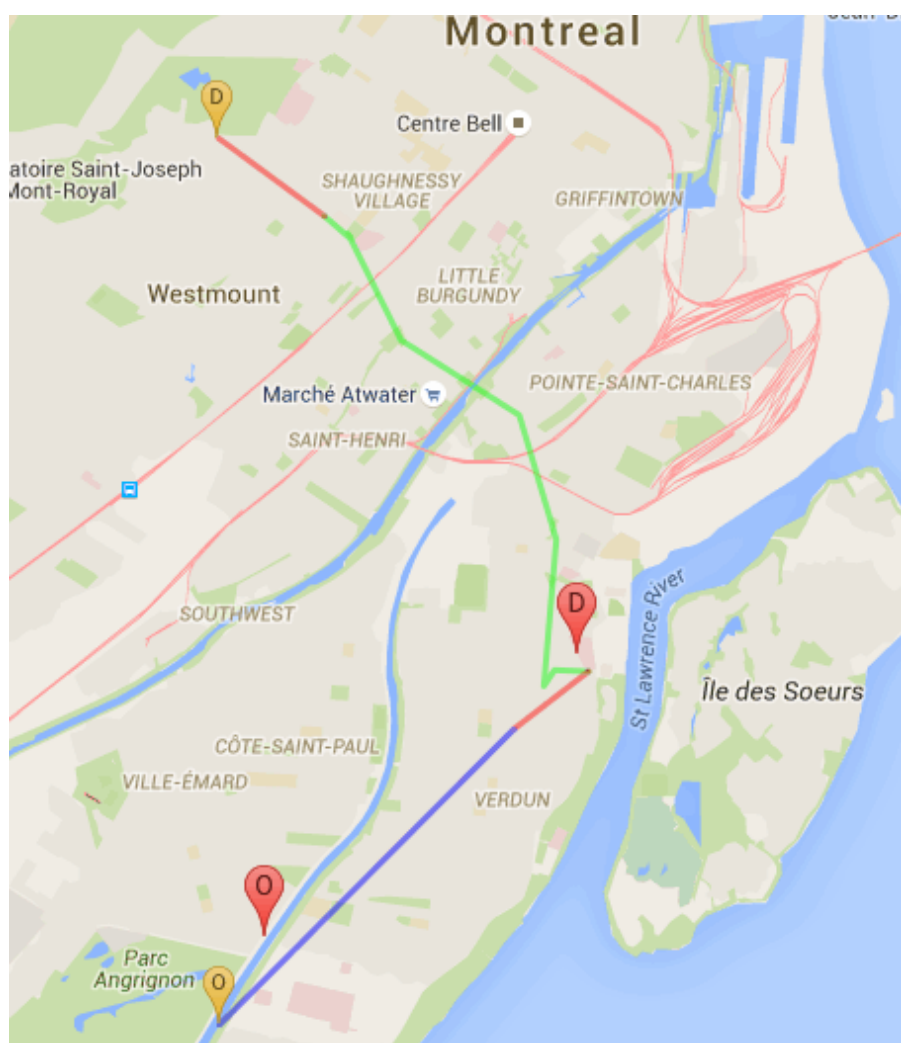 Montreal
D
Centre Bell
atoire Saint-Joseph
Mont-Royal
SHAUGHNESSY
VILLAGE
GRIFFINTOWN
LITTLE
BURGUNDY
Westmount
POINTE-SAINT-CHARLES
Marché Atwater
SAINT-HENRI
D
SOUTHWEST
St Lawrence River
Île des Soeurs
CÔTE-SAINT-PAUL
VILLE-ÉMARD
VERDUN
O
Parc
Angrignon
O